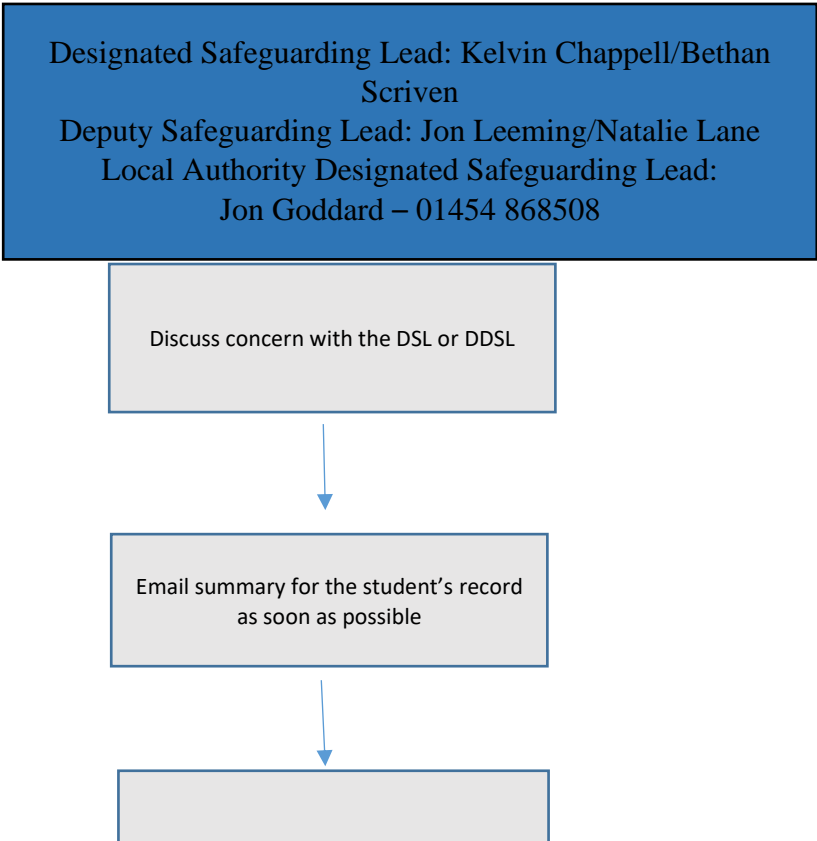 Designated Safeguarding Lead: Kelvin Chappell/Bethan
Scriven
Deputy Safeguarding Lead: Jon Leeming/Natalie Lane
Local Authority Designated Safeguarding Lead:
Jon Goddard – 01454 868508
Discuss concern with the DSL or DDSL
Email summary for the student’s record
as soon as possible